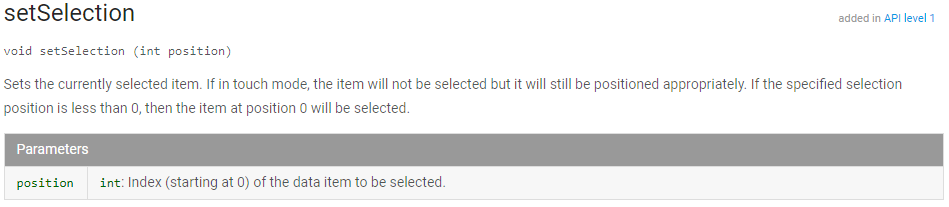 setSelection
added in API level 1
void setSelection (int position)
Sets the currently selected item. If in touch mode, the item will not be selected but it will still be positioned appropriately. If the specified selection
position is less than 0, then the item at position 0 will be selected.
Parameters
position int: Index (starting at 0) of the data item to be selected.